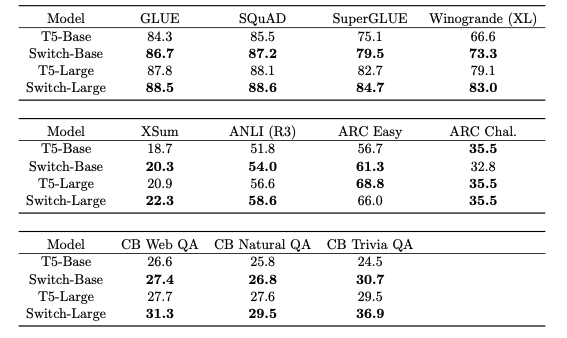 Model GLUE SQuAD SuperGLUE Winogrande (XL)
T5-Base 84.3 85.5 75.1 66.6
Switch-Base 86.7 87.2 79.5 73.3
T5-Large 87.8 88.1 82.7 79.1
Switch-Large 88.5 88.6 84.7 83.0
Model XSum ANLI (R3) ARC Easy ARC Chal.
T5-Base 18.7 51.8 56.7 35.5
Switch-Base 20.3 54.0 61.3 32.8
T5-Large 20.9 56.6 68.8 35.5
Switch-Large 22.3 58.6 66.0 35.5
Model CB Web QA CB Natural QA CB Trivia QA
T5-Base 26.6 25.8 24.5
Switch-Base 27.4 26.8 30.7
T5-Large 27.7 27.6 29.5
Switch-Large 31.3 29.5 36.9